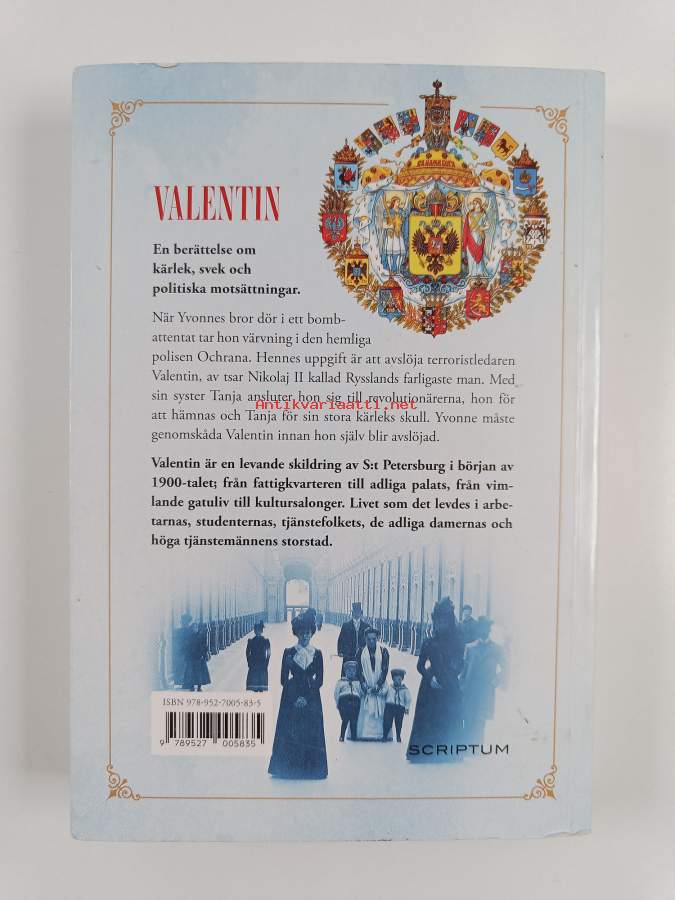 VALENTIN
En berättelse om
kärlek, svek och
politiska motsättningar.
När Yvonnes bror dör i ett bomb-
attentat tar hon värvning i den hemliga
polisen Ochrana. Hennes uppgift är att avslöja terroristledaren
Valentin, av tsar Nikolaj II kallad Rysslands farligaste man. Med
sin syster Tanja ansluter hon sig till revolutionärerna, hon för
Antikvariaatti.net
att hämnas och Tanja för sin stora kärleks skull. Yvonne måste
genomskåda Valentin innan hon själv blir avslöjad.
Valentin är en levande skildring av S:t Petersburg i början av
1900-talet; från fattigkvarteren till adliga palats, från vim-
lande gatuliv till kultursalonger. Livet som det levdes i arbe-
tarnas, studenternas, tjänstefolkets, de adliga damernas och
höga tjänstemännens storstad.
ISBN 978-952-7005-83-5
9 789527 005835
SCRIPTUM